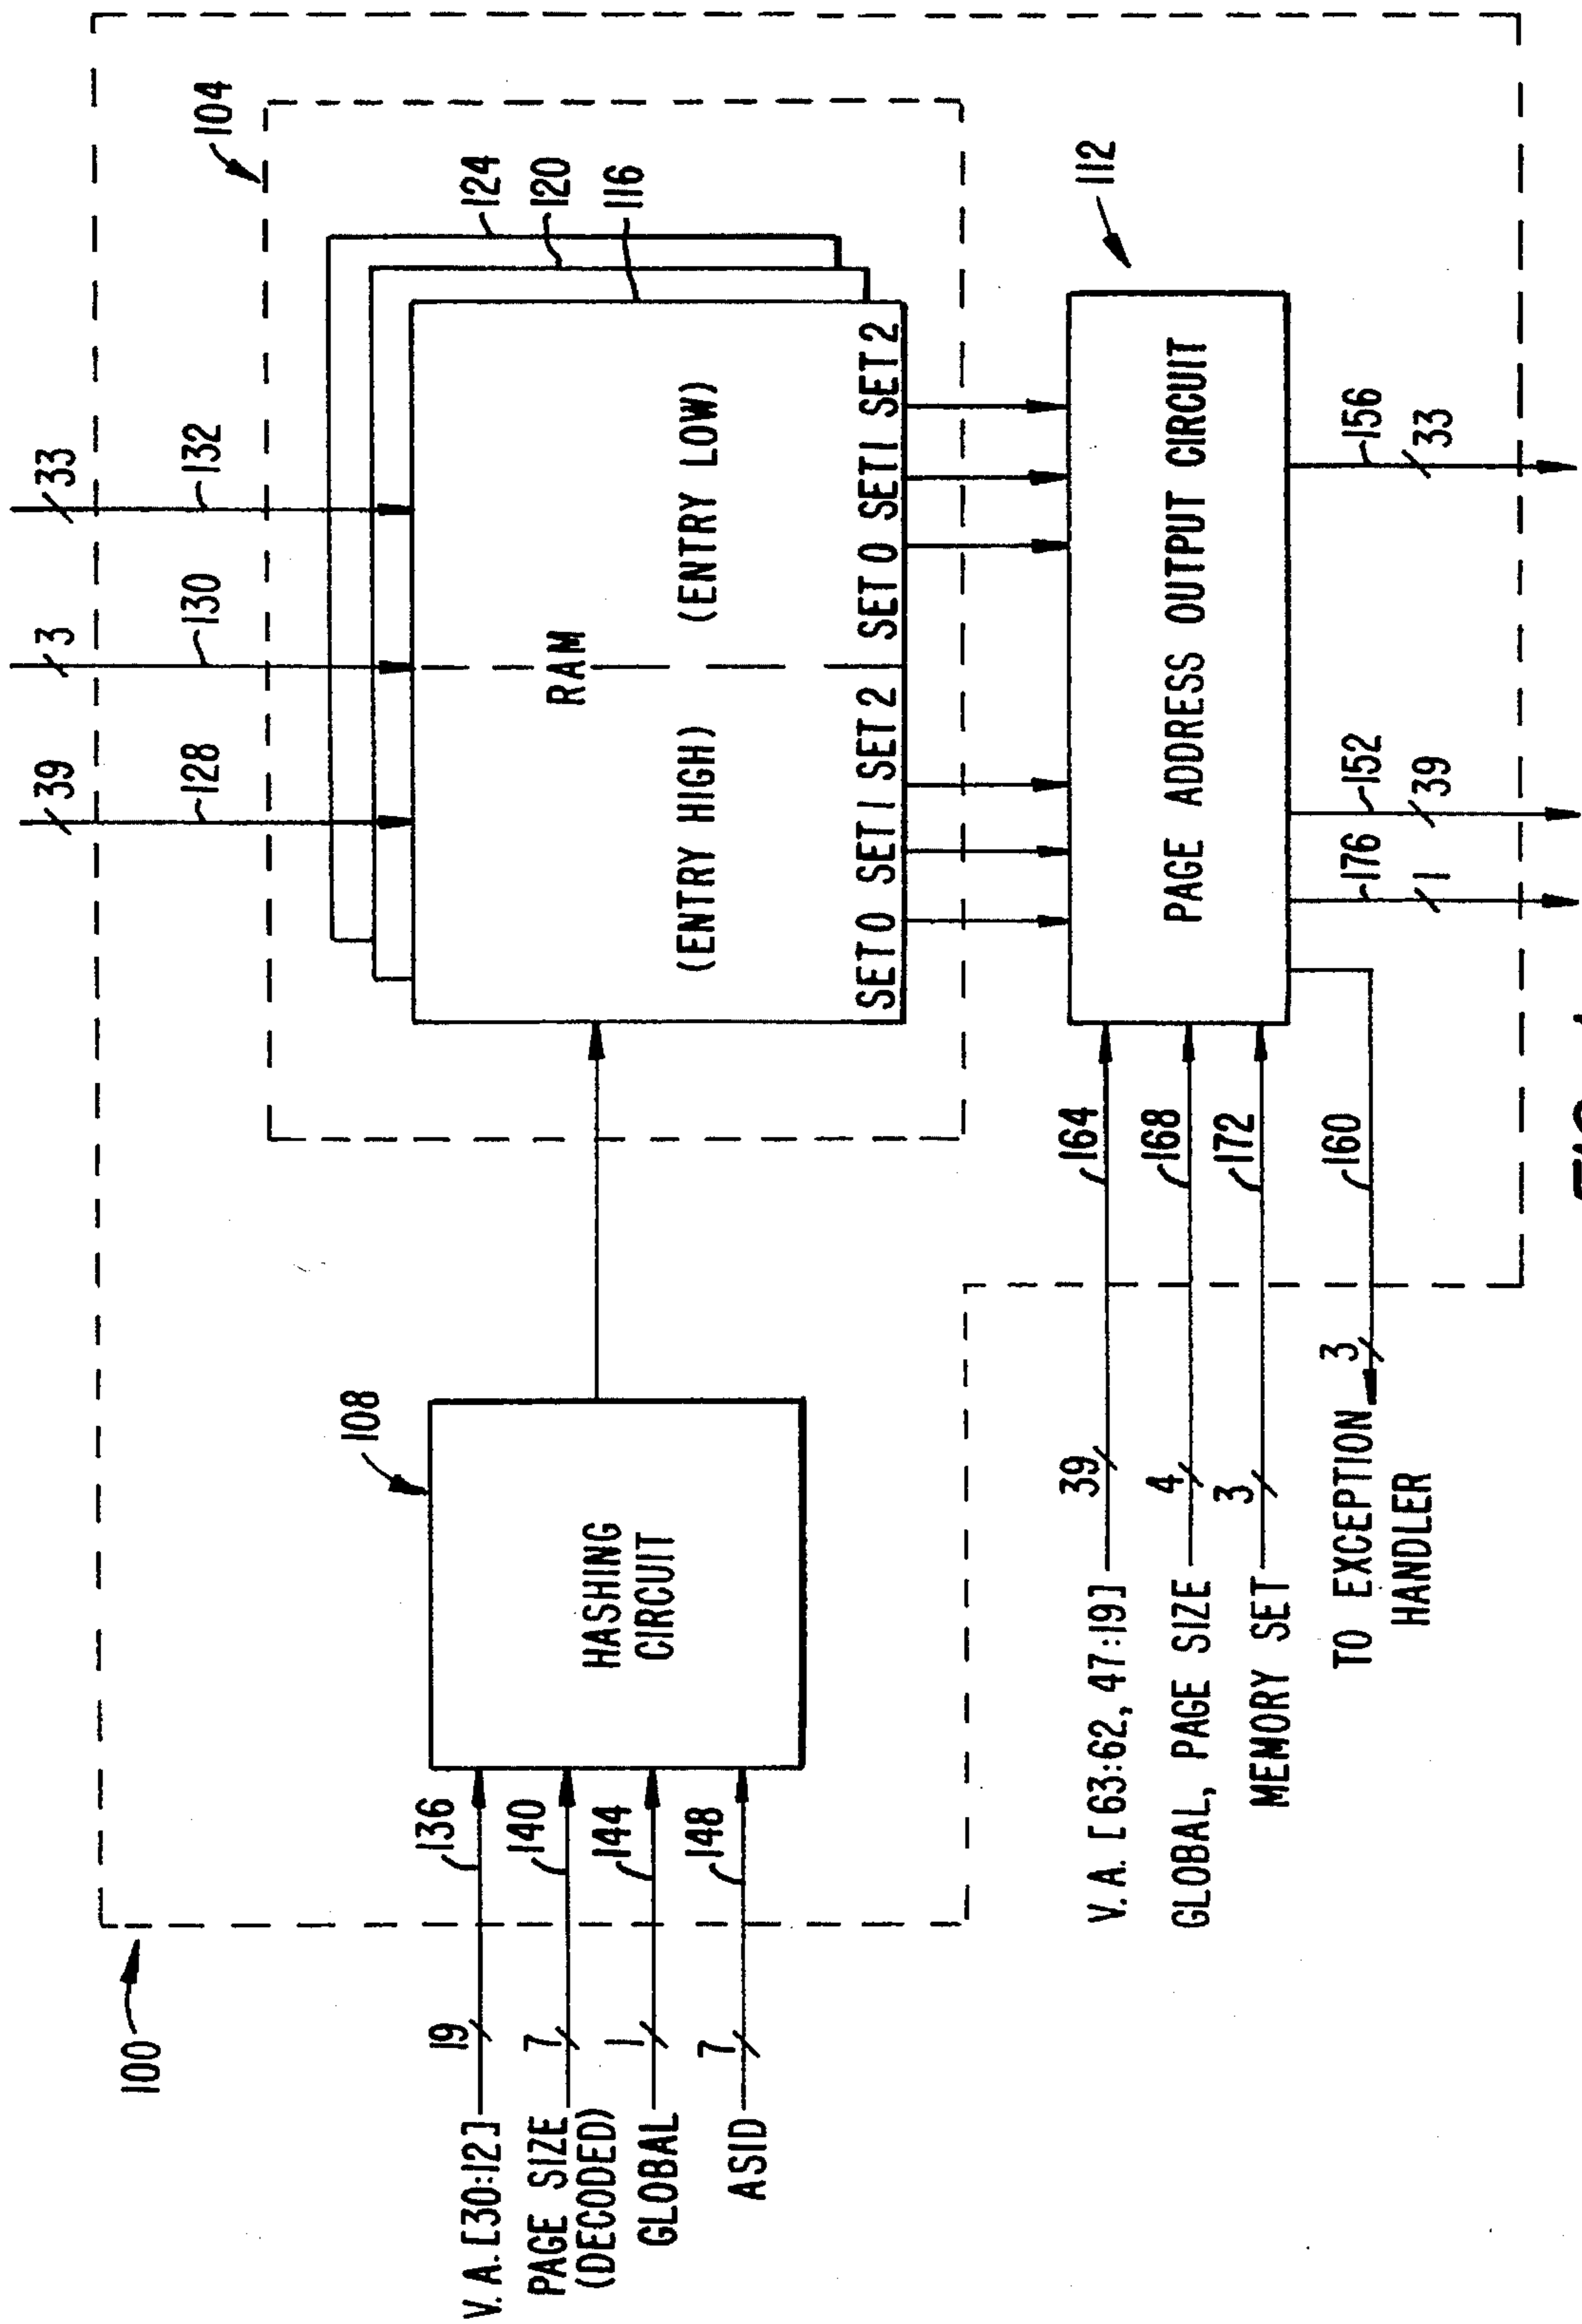 100
104
33
3
39
132
130
128
124
120
116
108
HASHING
CIRCUIT
RAM
(ENTRY HIGH)
(ENTRY LOW)
SET 0 SET 1 SET 2
SET 0 SET 1 SET 2
V.A.[30:12]
19
136
PAGE SIZE
(DECODED)
7
140
GLOBAL
1
144
ASID
7
148
112
PAGE ADDRESS OUTPUT CIRCUIT
V.A. [63:62, 47:19]
39
164
GLOBAL, PAGE SIZE
4
168
MEMORY SET
3
172
TO EXCEPTION
HANDLER
3
160
176
1
152
39
156
33